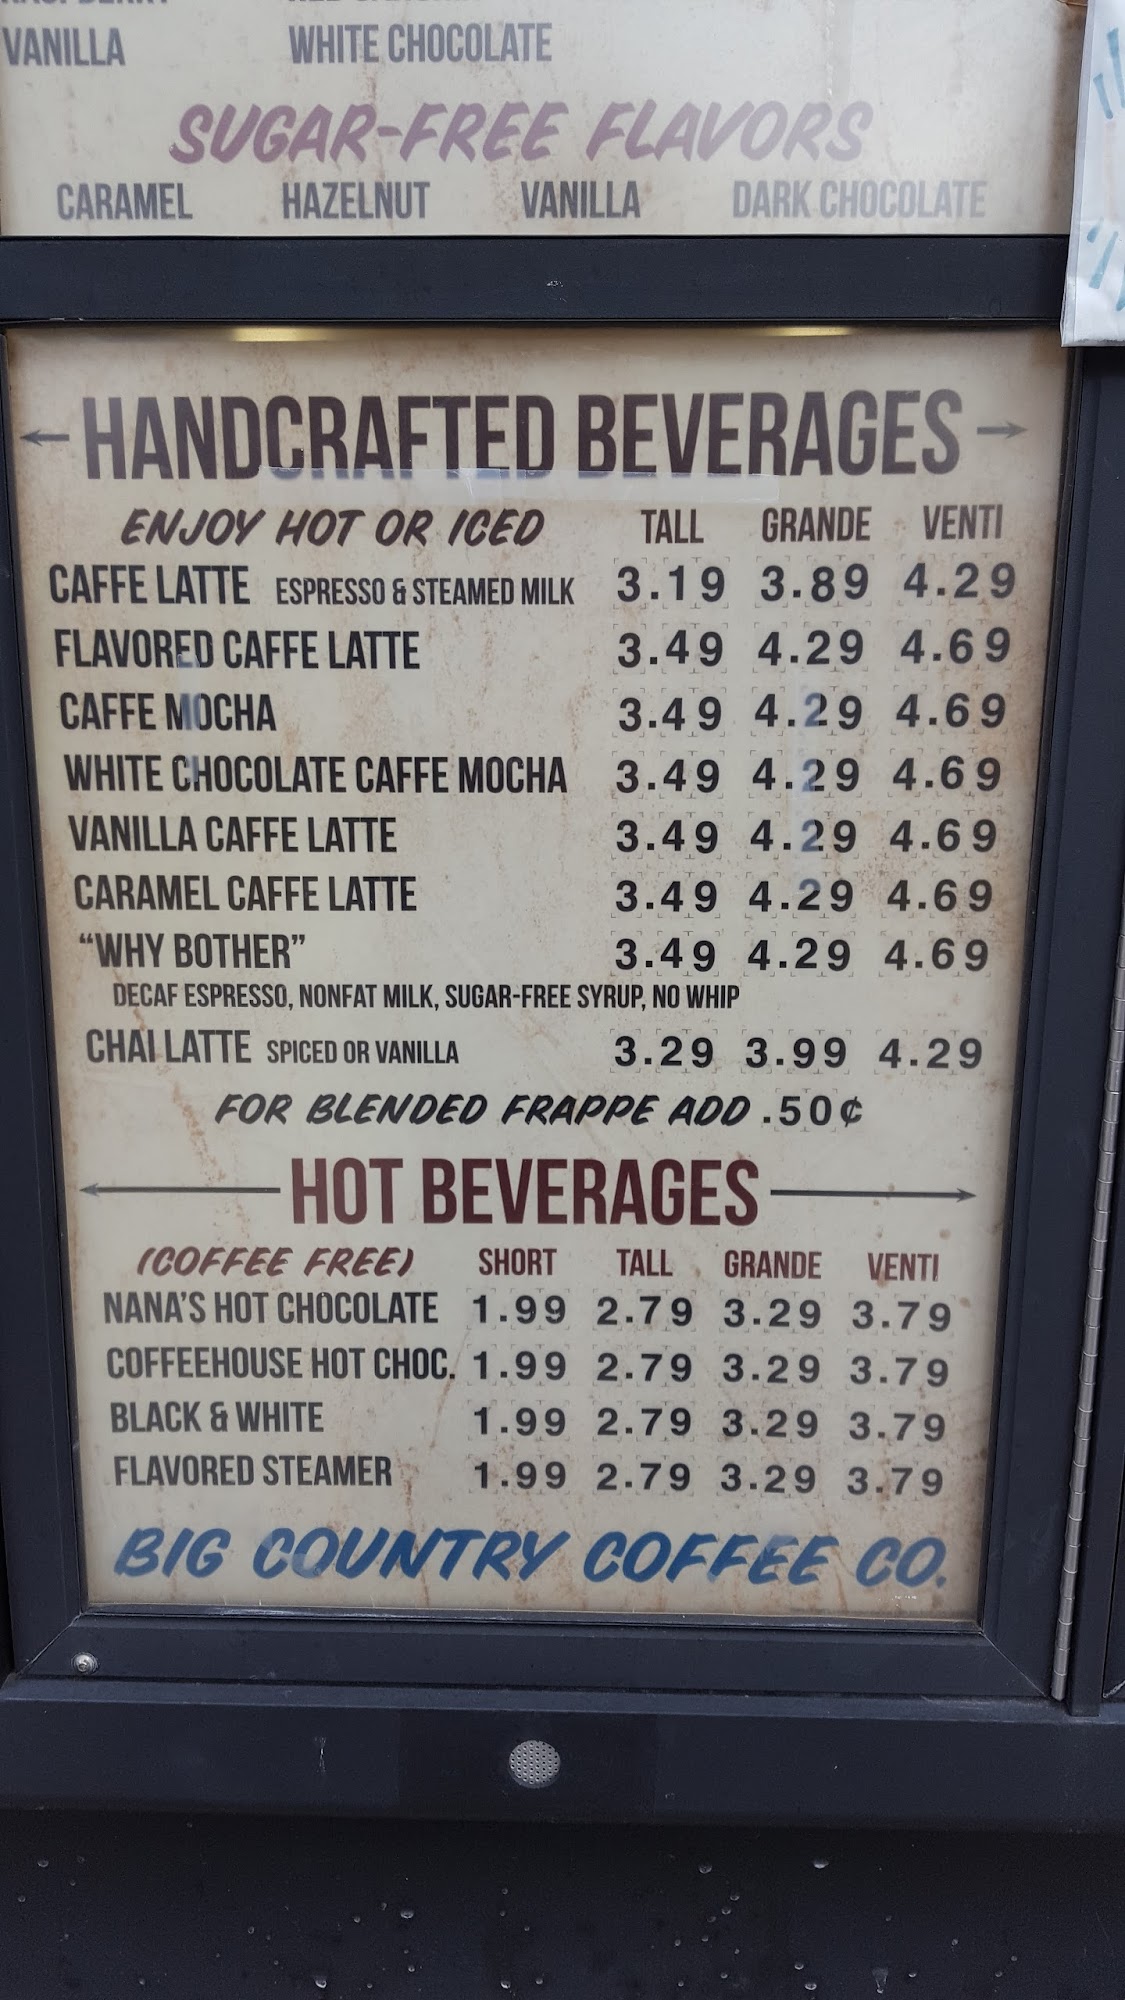 VANILLA WHITE CHOCOLATE
SUGAR-FREE FLAVORS
CARAMEL HAZELNUT VANILLA DARK CHOCOLATE
HANDCRAFTED BEVERAGES
ENJOY HOT OR ICED TALL GRANDE VENTI
CAFFE LATTE ESPRESSO & STEAMED MILK 3.19 3.89 4.29
FLAVORED CAFFE LATTE 3.49 4.29 4.69
CAFFE MOCHA 3.49 4.29 4.69
WHITE CHOCOLATE CAFFE MOCHA 3.49 4.29 4.69
VANILLA CAFFE LATTE 3.49 4.29 4.69
CARAMEL CAFFE LATTE 3.49 4.29 4.69
“WHY BOTHER” 3.49 4.29 4.69
DECAF ESPRESSO, NONFAT MILK, SUGAR-FREE SYRUP, NO WHIP
CHAI LATTE SPICED OR VANILLA 3.29 3.99 4.29
FOR BLENDED FRAPPE ADD .50¢
HOT BEVERAGES
(COFFEE FREE) SHORT TALL GRANDE VENTI
NANA'S HOT CHOCOLATE 1.99 2.79 3.29 3.79
COFFEEHOUSE HOT CHOC. 1.99 2.79 3.29 3.79
BLACK & WHITE 1.99 2.79 3.29 3.79
FLAVORED STEAMER 1.99 2.79 3.29 3.79
BIG COUNTRY COFFEE CO.